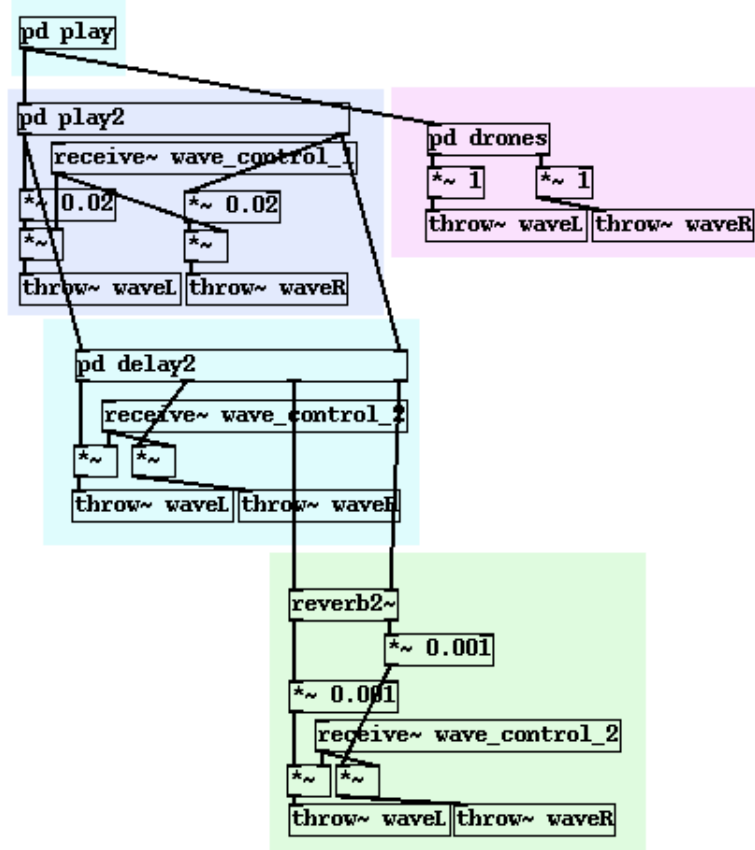 pd play
pd play2
pd drones
receive~ wave_control_1
*~ 1
*~ 1
*~ 0.02
*~ 0.02
throw~ waveL
throw~ waveR
*~
*~
throw~ waveL
throw~ waveR
pd delay2
receive~ wave_control_2
*~
*~
throw~ waveL
throw~ waveR
reverb2~
*~ 0.001
*~ 0.001
receive~ wave_control_2
*~
*~
throw~ waveL
throw~ waveR